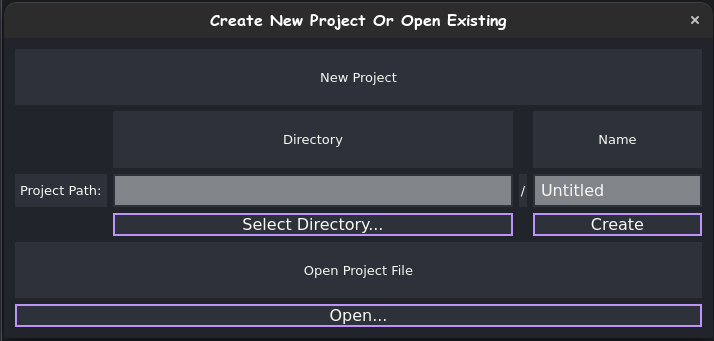 Create New Project Or Open Existing ×
New Project
Directory Name
Project Path: / Untitled
Select Directory... Create
Open Project File
Open...